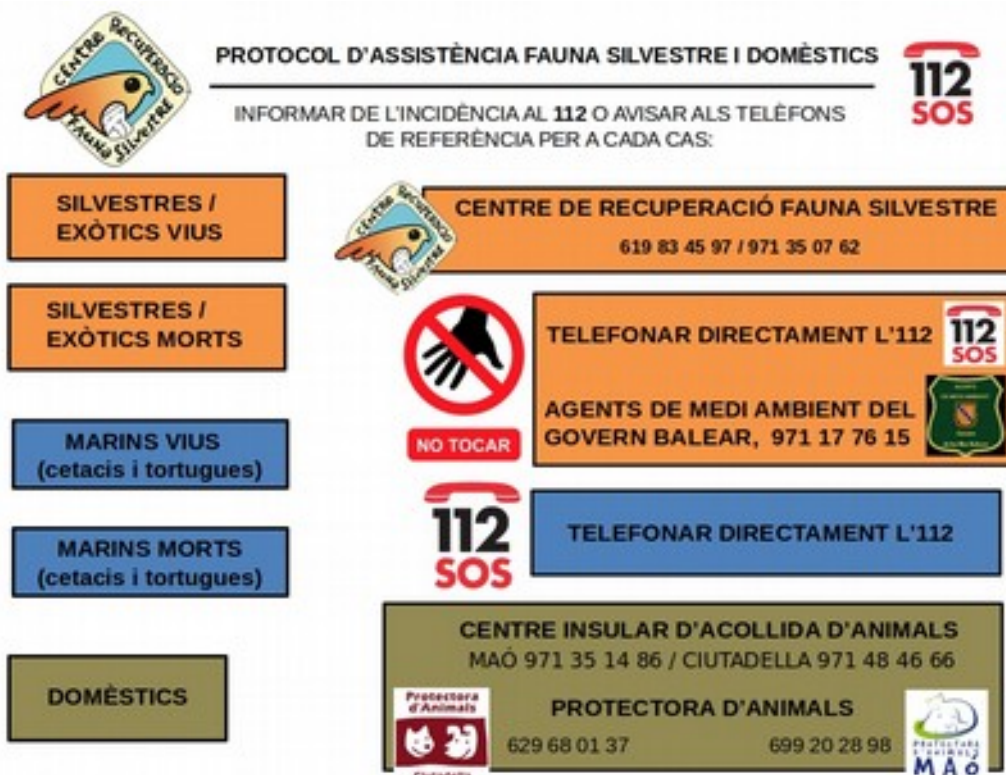 CENTRE RECUPERACIÓ
FAUNA SILVESTRE
PROTOCOL D'ASSISTÈNCIA FAUNA SILVESTRE I DOMÈSTICS
112
SOS
INFORMAR DE L'INCIDÈNCIA AL 112 O AVISAR ALS TELÈFONS
DE REFERÈNCIA PER A CADA CAS:
SILVESTRES /
EXÒTICS VIUS
CENTRE RECUPERACIÓ
FAUNA SILVESTRE
CENTRE DE RECUPERACIÓ FAUNA SILVESTRE
619 83 45 97 / 971 35 07 62
SILVESTRES /
EXÒTICS MORTS
NO TOCAR
TELEFONAR DIRECTAMENT L'112
112
SOS
AGENTS DE MEDI AMBIENT DEL
GOVERN BALEAR, 971 17 76 15
MARINS VIUS
(cetacis i tortugues)
MARINS MORTS
(cetacis i tortugues)
112
SOS
TELEFONAR DIRECTAMENT L'112
DOMÈSTICS
CENTRE INSULAR D'ACOLLIDA D'ANIMALS
MAÓ 971 35 14 86 / CIUTADELLA 971 48 46 66
Protectora
d'Animals
Ciutadella
PROTECTORA D'ANIMALS
629 68 01 37 699 20 28 98
PROTECTORA
D'ANIMALS
MAÓ